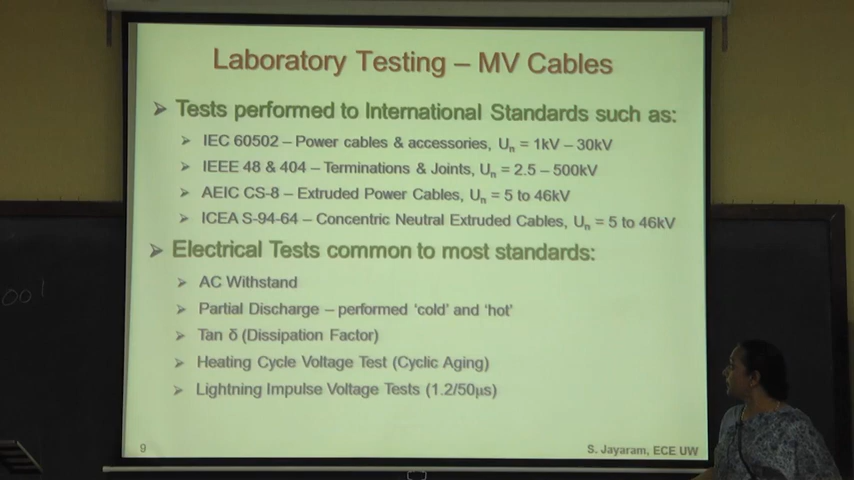 Laboratory Testing – MV Cables
➢ Tests performed to International Standards such as:
➢ IEC 60502 – Power cables & accessories, Un = 1kV – 30kV
➢ IEEE 48 & 404 – Terminations & Joints, Un = 2.5 – 500kV
➢ AEIC CS-8 – Extruded Power Cables, Un = 5 to 46kV
➢ ICEA S-94-64 – Concentric Neutral Extruded Cables, Un = 5 to 46kV
➢ Electrical Tests common to most standards:
➢ AC Withstand
➢ Partial Discharge – performed 'cold' and 'hot'
➢ Tan δ (Dissipation Factor)
➢ Heating Cycle Voltage Test (Cyclic Aging)
➢ Lightning Impulse Voltage Tests (1.2/50µs)
9
S. Jayaram, ECE UW